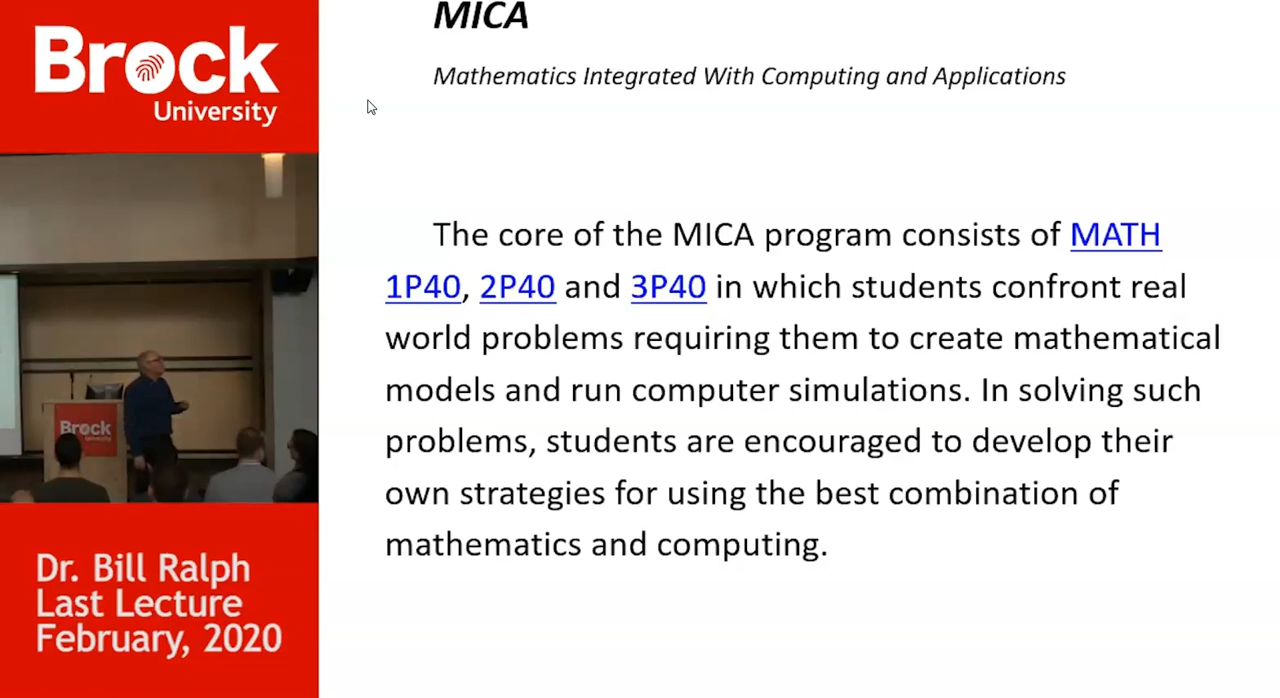 Brock
University
Brock
University
Dr. Bill Ralph
Last Lecture
February, 2020
MICA
Mathematics Integrated With Computing and Applications
The core of the MICA program consists of MATH
1P40, 2P40 and 3P40 in which students confront real
world problems requiring them to create mathematical
models and run computer simulations. In solving such
problems, students are encouraged to develop their
own strategies for using the best combination of
mathematics and computing.